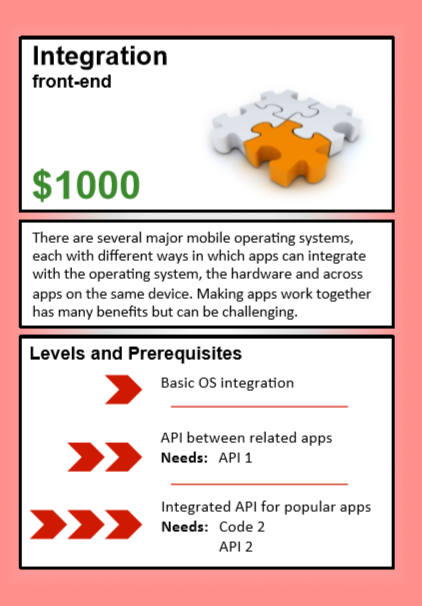 Integration
front-end
$1000
There are several major mobile operating systems,
each with different ways in which apps can integrate
with the operating system, the hardware and across
apps on the same device. Making apps work together
has many benefits but can be challenging.
Levels and Prerequisites
Basic OS integration
API between related apps
Needs: API 1
Integrated API for popular apps
Needs: Code 2
API 2